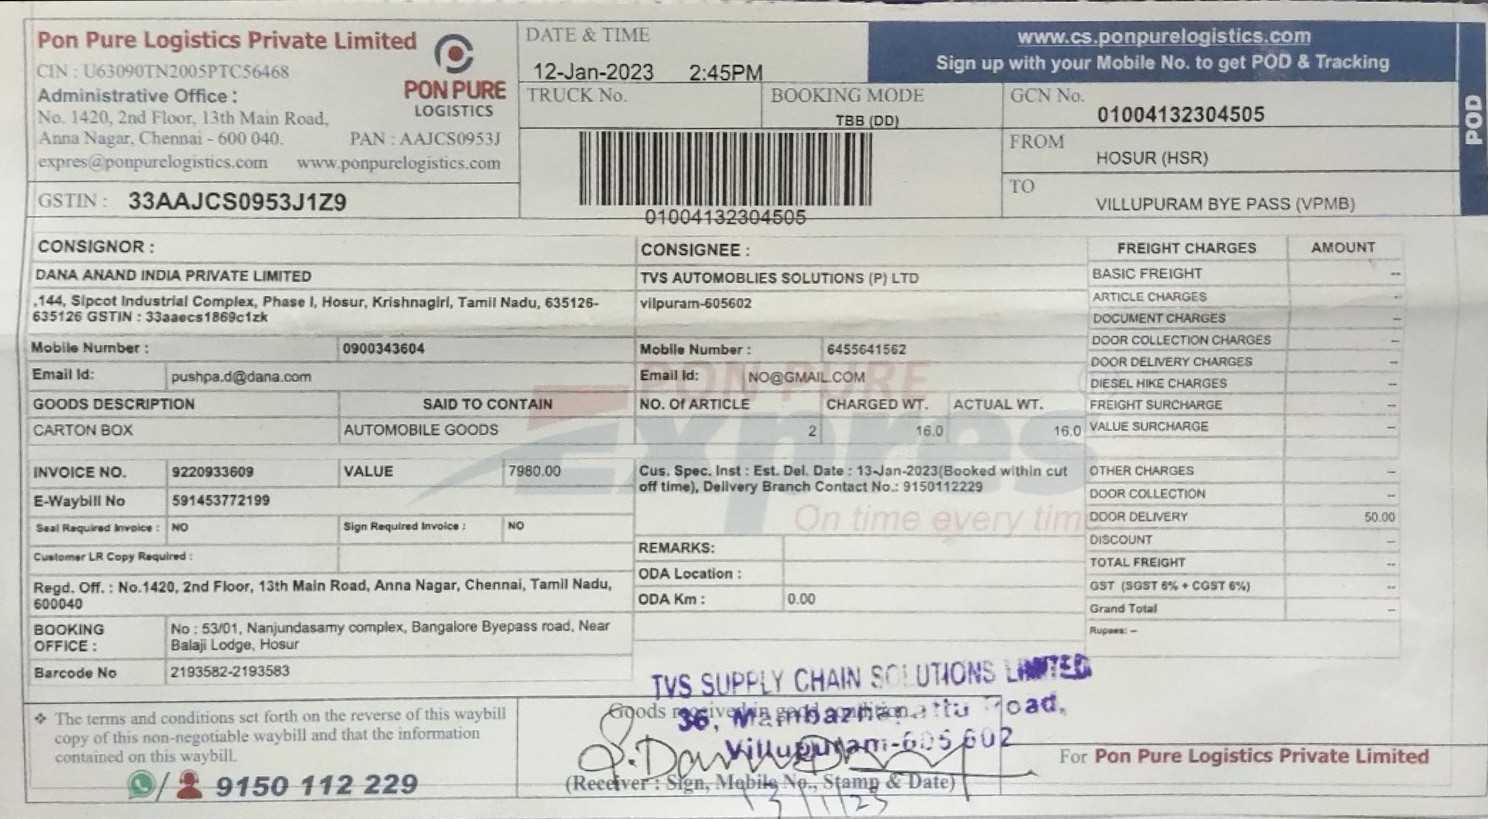 Pon Pure Logistics Private Limited
CIN : U63090TN2005PTC56468
Administrative Office :
No. 1420, 2nd Floor, 13th Main Road,
Anna Nagar, Chennai - 600 040. PAN : AAJCS0953J
expres@ponpurelogistics.com www.ponpurelogistics.com
PON PURE
LOGISTICS
GSTIN : 33AAJCS0953J1Z9
DATE & TIME
12-Jan-2023 2:45PM
TRUCK No.
BOOKING MODE
TBB (DD)
01004132304505
www.cs.ponpurelogistics.com
Sign up with your Mobile No. to get POD & Tracking
GCN No.
01004132304505
FROM
HOSUR (HSR)
TO
VILLUPURAM BYE PASS (VPMB)
POD
CONSIGNOR :
DANA ANAND INDIA PRIVATE LIMITED
,144, Sipcot Industrial Complex, Phase I, Hosur, Krishnagiri, Tamil Nadu, 635126-
635126 GSTIN : 33aaecs1869c1zk
Mobile Number : 0900343604
Email Id: pushpa.d@dana.com
CONSIGNEE :
TVS AUTOMOBLIES SOLUTIONS (P) LTD
vilpuram-605602
Mobile Number : 6455641562
Email Id: NO@GMAIL.COM
GOODS DESCRIPTION SAID TO CONTAIN NO. Of ARTICLE CHARGED WT. ACTUAL WT.
CARTON BOX AUTOMOBILE GOODS 2 16.0 16.0
INVOICE NO. 9220933609 VALUE 7980.00
E-Waybill No 591453772199
Seal Required Invoice : NO Sign Required Invoice : NO
Customer LR Copy Required :
Regd. Off. : No.1420, 2nd Floor, 13th Main Road, Anna Nagar, Chennai, Tamil Nadu,
600040
BOOKING OFFICE : No : 53/01, Nanjundasamy complex, Bangalore Byepass road, Near
Balaji Lodge, Hosur
Barcode No 2193582-2193583
Cus. Spec. Inst : Est. Del. Date : 13-Jan-2023(Booked within cut
off time), Delivery Branch Contact No.: 9150112229
REMARKS:
ODA Location :
ODA Km : 0.00
PON PURE
Expres
On time every time
FREIGHT CHARGES AMOUNT
BASIC FREIGHT --
ARTICLE CHARGES --
DOCUMENT CHARGES --
DOOR COLLECTION CHARGES --
DOOR DELIVERY CHARGES --
DIESEL HIKE CHARGES --
FREIGHT SURCHARGE --
VALUE SURCHARGE --
OTHER CHARGES --
DOOR COLLECTION --
DOOR DELIVERY 50.00
DISCOUNT --
TOTAL FREIGHT --
GST (SGST 6% + CGST 6%) --
Grand Total --
Rupees: --
❖ The terms and conditions set forth on the reverse of this waybill
copy of this non-negotiable waybill and that the information
contained on this waybill.
/ 9150 112 229
TVS SUPPLY CHAIN SOLUTIONS LIMITED
Goods received in good condition
36, Mambazhapattu Road,
Villupuram-605 602
(Receiver : Sign, Mobile No., Stamp & Date)
13/1/23
For Pon Pure Logistics Private Limited